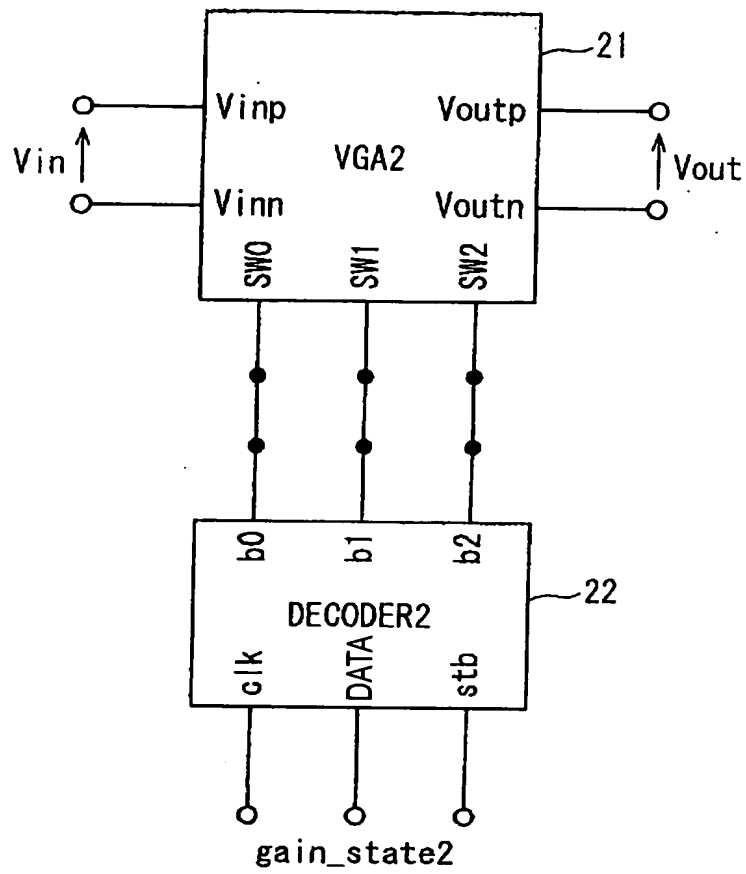 21
Vinp
Voutp
Vin
VGA2
Vout
Vinn
Voutn
SW0
SW1
SW2
b0
b1
b2
22
DECODER2
clk
DATA
stb
gain_state2